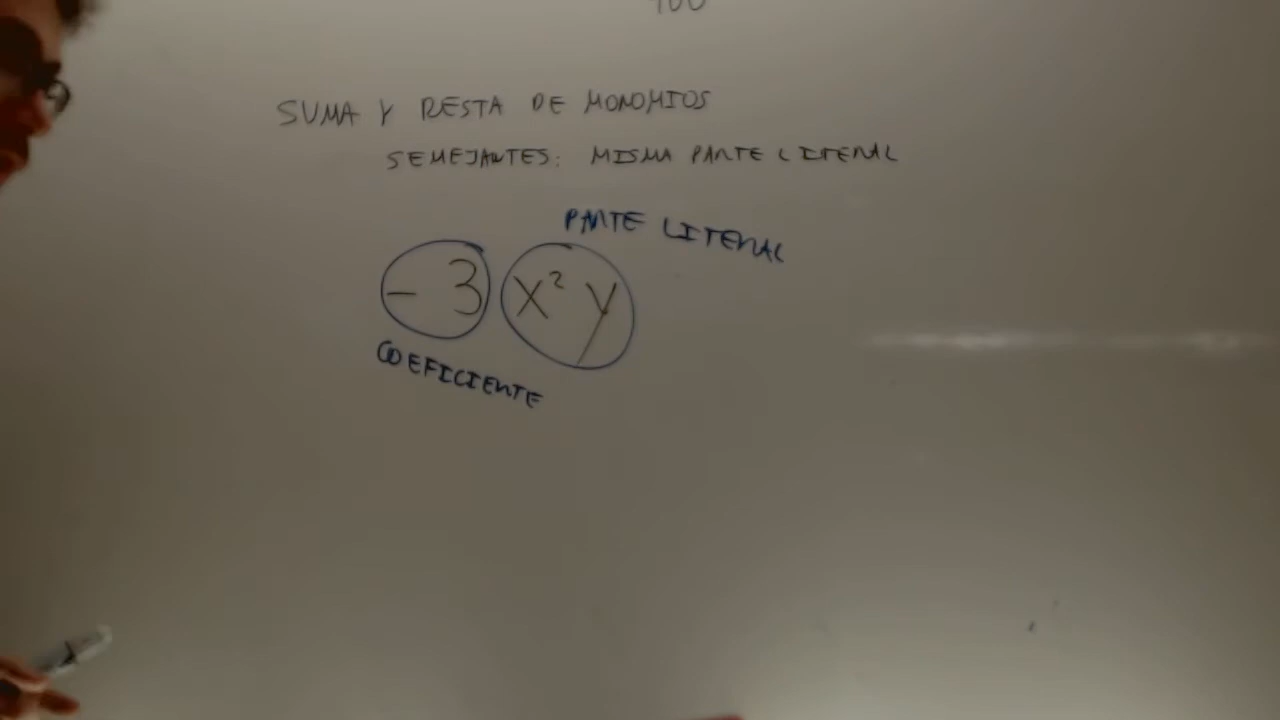 SUMA Y RESTA DE MONOMIOS
SEMEJANTES: MISMA PARTE LITERAL
PARTE LITERAL
- 3 x² y
COEFICIENTE